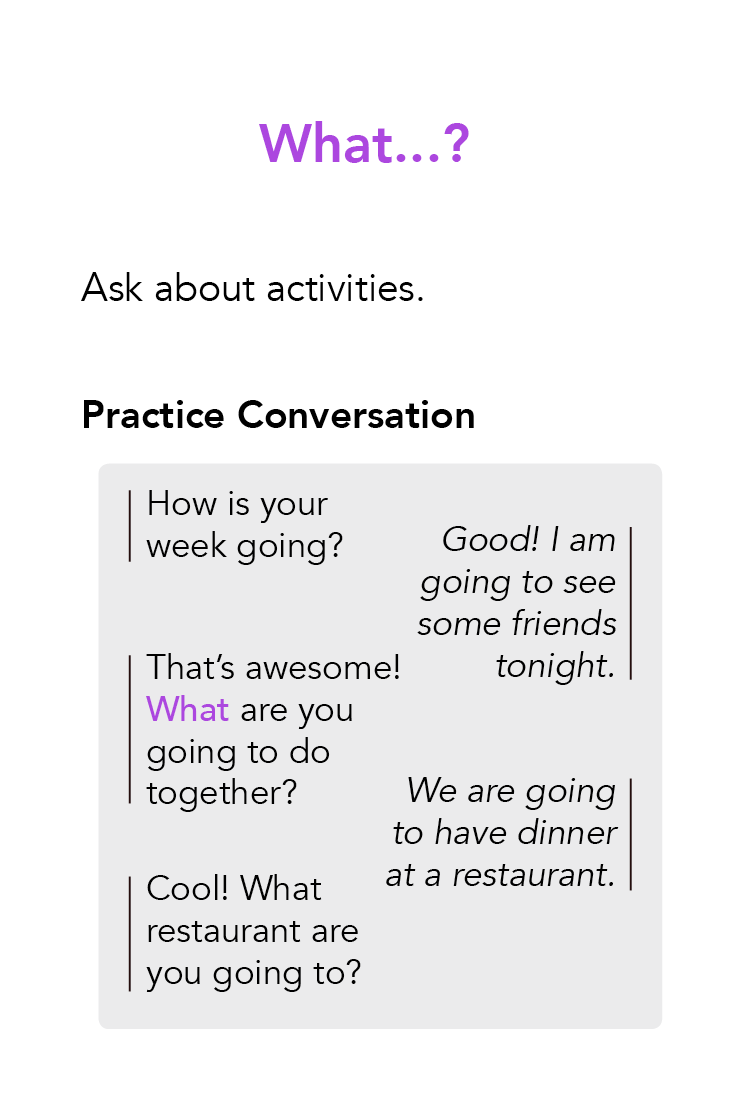 What...?
Ask about activities.
Practice Conversation
How is your
week going?
Good! I am
going to see
some friends
tonight.
That’s awesome!
What are you
going to do
together?
We are going
to have dinner
at a restaurant.
Cool! What
restaurant are
you going to?